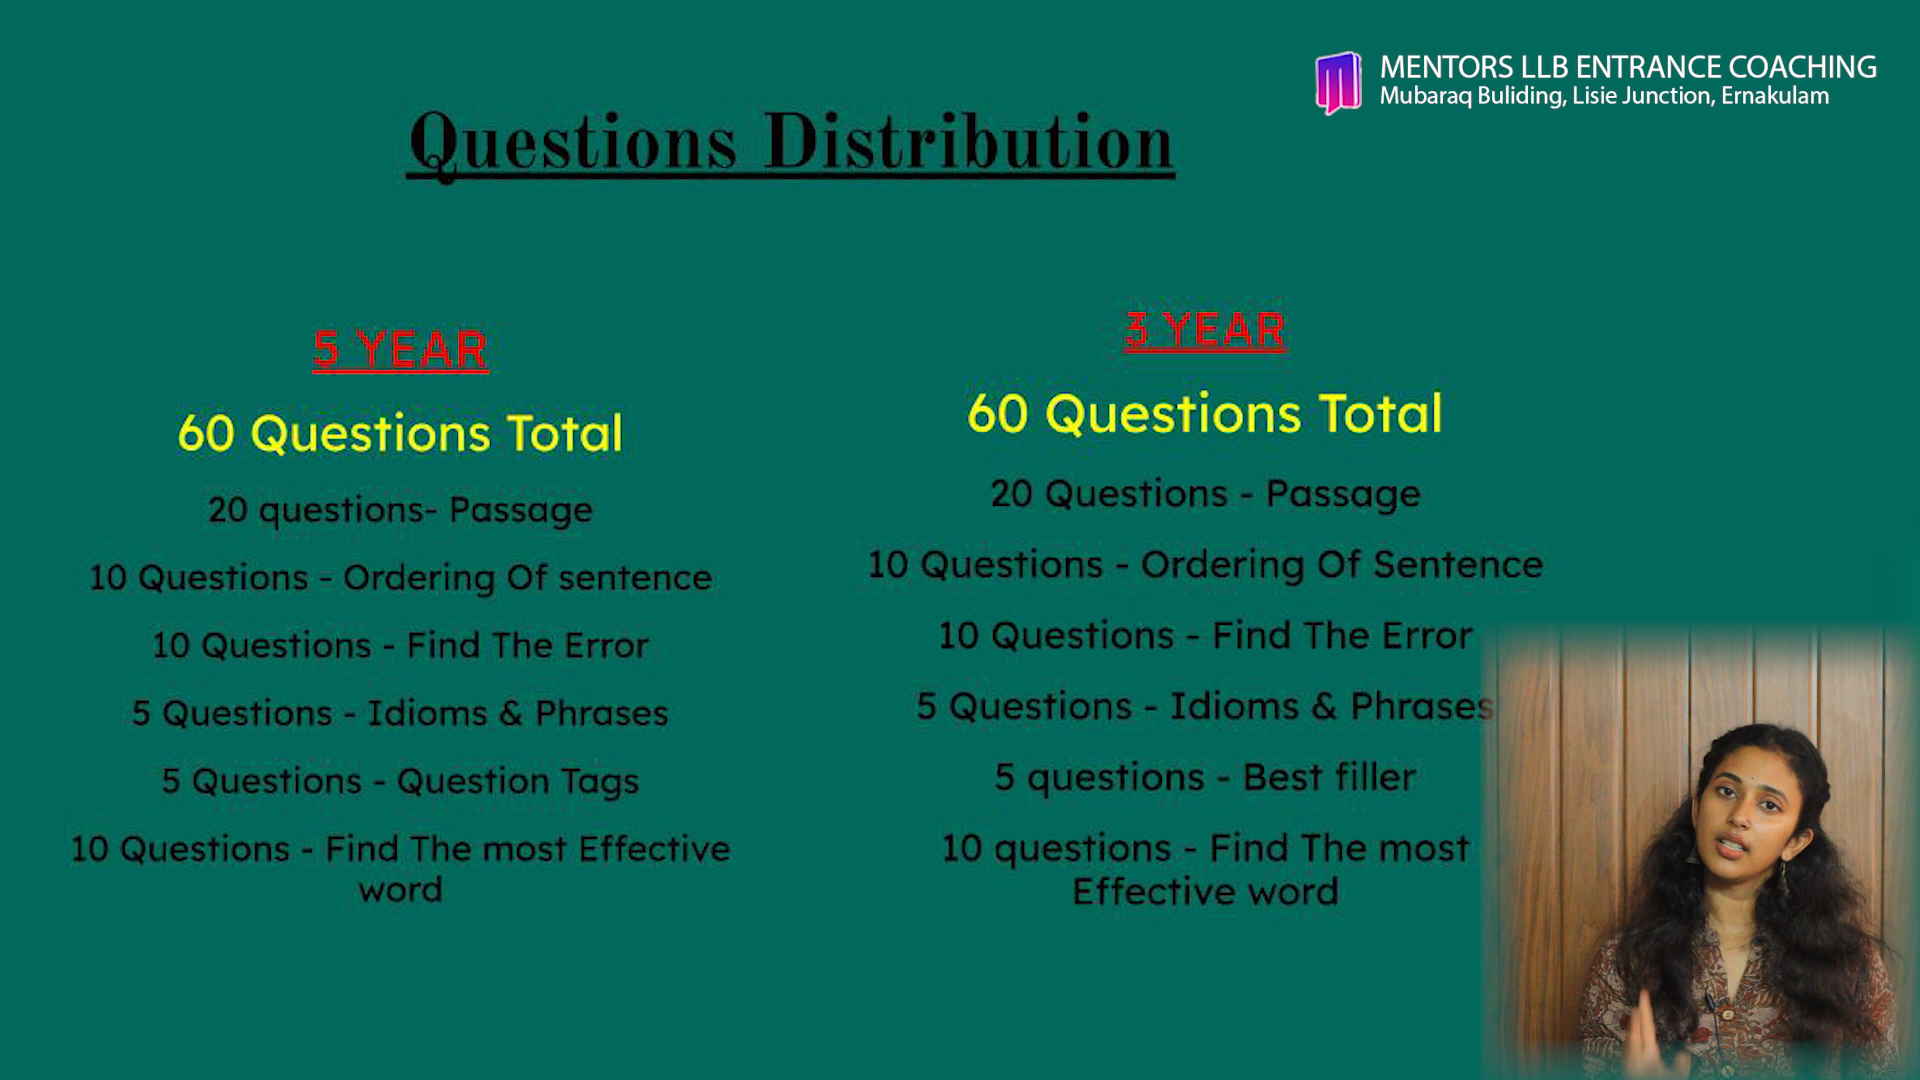 MENTORS LLB ENTRANCE COACHING
Mubaraq Buliding, Lisie Junction, Ernakulam
Questions Distribution
5 YEAR
60 Questions Total
20 questions- Passage
10 Questions - Ordering Of sentence
10 Questions - Find The Error
5 Questions - Idioms & Phrases
5 Questions - Question Tags
10 Questions - Find The most Effective
word
3 YEAR
60 Questions Total
20 Questions - Passage
10 Questions - Ordering Of Sentence
10 Questions - Find The Error
5 Questions - Idioms & Phrases
5 questions - Best filler
10 questions - Find The most
Effective word